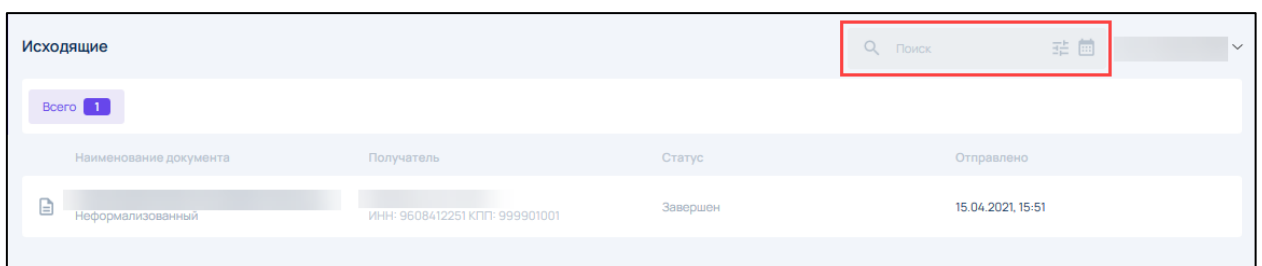 Исходящие
Поиск
Всего 1
Наименование документа Получатель Статус Отправлено
Неформализованный ИНН: 9608412251 КПП: 999901001 Завершен 15.04.2021, 15:51